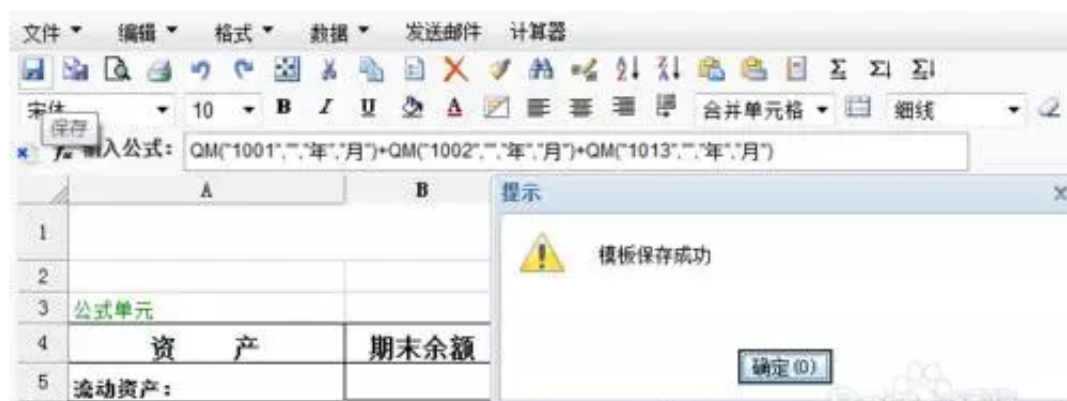 文件 编辑 格式 数据 发送邮件 计算器
宋体 10 B I U A 合并单元格 细线
保存
输入公式: QM("1001","","年","月")+QM("1002","","年","月")+QM("1013","","年","月")
A B 提示 x
1
模板保存成功
2
3 公式单元
4 资 产 期末余额
确定(O)
5 流动资产: